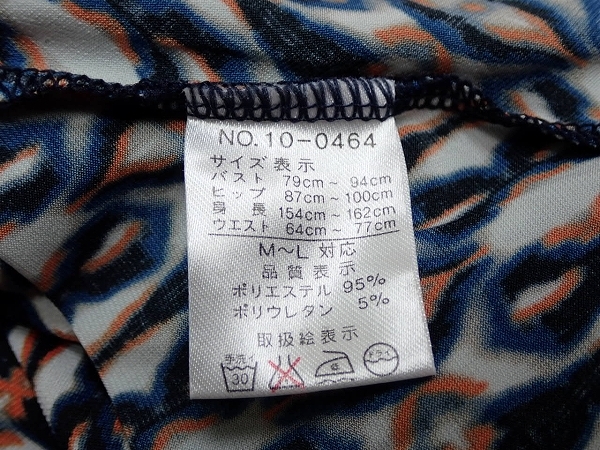 NO.10-0464
サイズ表示
バスト 79cm～ 94cm
ヒップ 87cm～100cm
身長 154cm～162cm
ウエスト 64cm～ 77cm
M～L 対応
品質表示
ポリエステル 95%
ポリウレタン 5%
取扱絵表示
手洗イ
30
ドライ